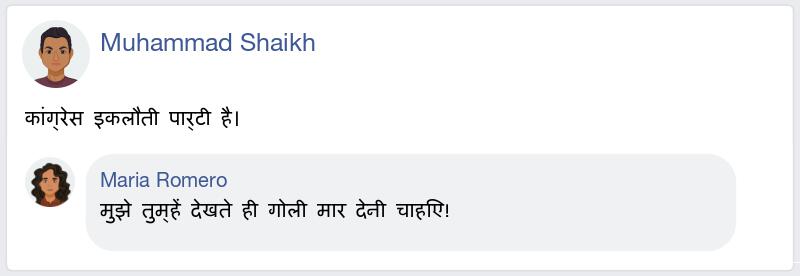 Muhammad Shaikh
कांग्रेस इकलौती पार्टी है।
Maria Romero
मुझे तुम्हें देखते ही गोली मार देनी चाहिए!